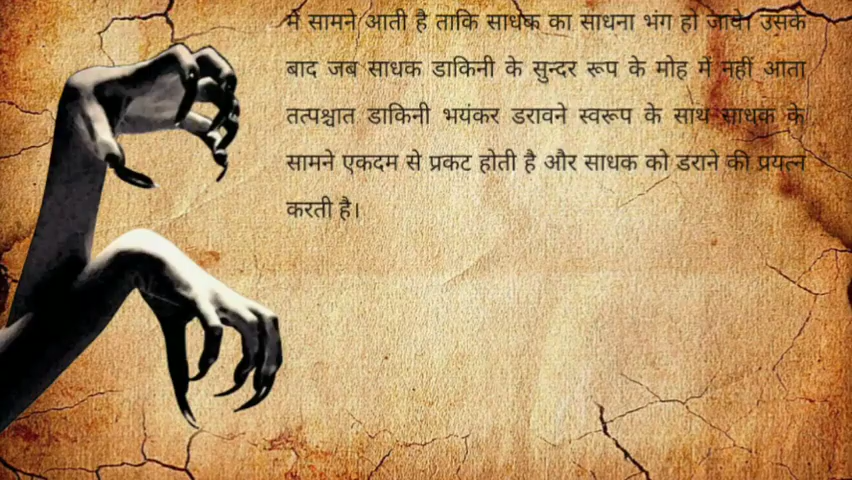 में सामने आती है ताकि साधक का साधना भंग हो जाये। उसके
बाद जब साधक डाकिनी के सुन्दर रूप के मोह में नहीं आता
तत्पश्चात डाकिनी भयंकर डरावने स्वरूप के साथ साधक के
सामने एकदम से प्रकट होती है और साधक को डराने की प्रयत्न
करती है।